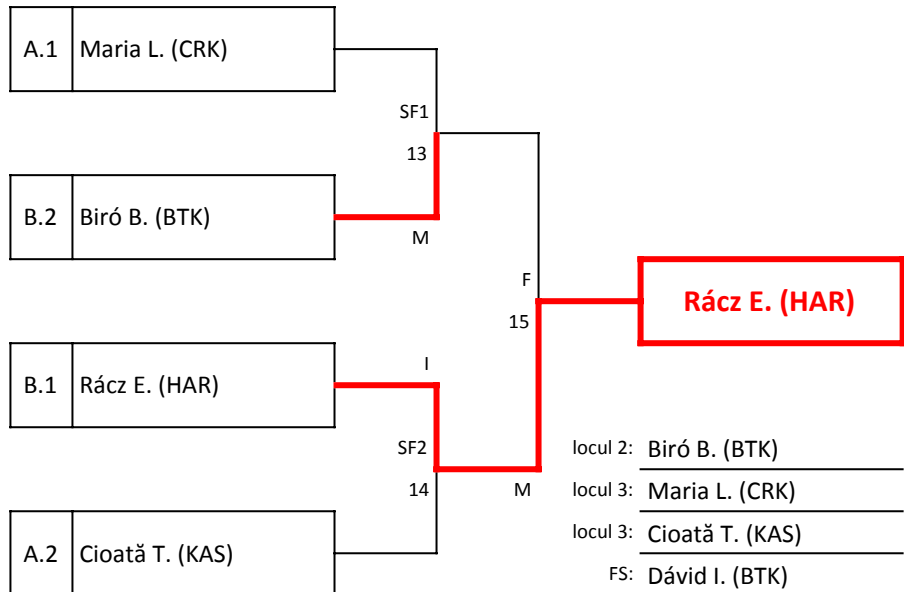 A.1 Maria L. (CRK)
SF1
13
B.2 Biró B. (BTK)
M
F
Rácz E. (HAR)
15
I
B.1 Rácz E. (HAR)
SF2
locul 2: Biró B. (BTK)
14
M
locul 3: Maria L. (CRK)
locul 3: Cioată T. (KAS)
A.2 Cioată T. (KAS)
FS: Dávid I. (BTK)